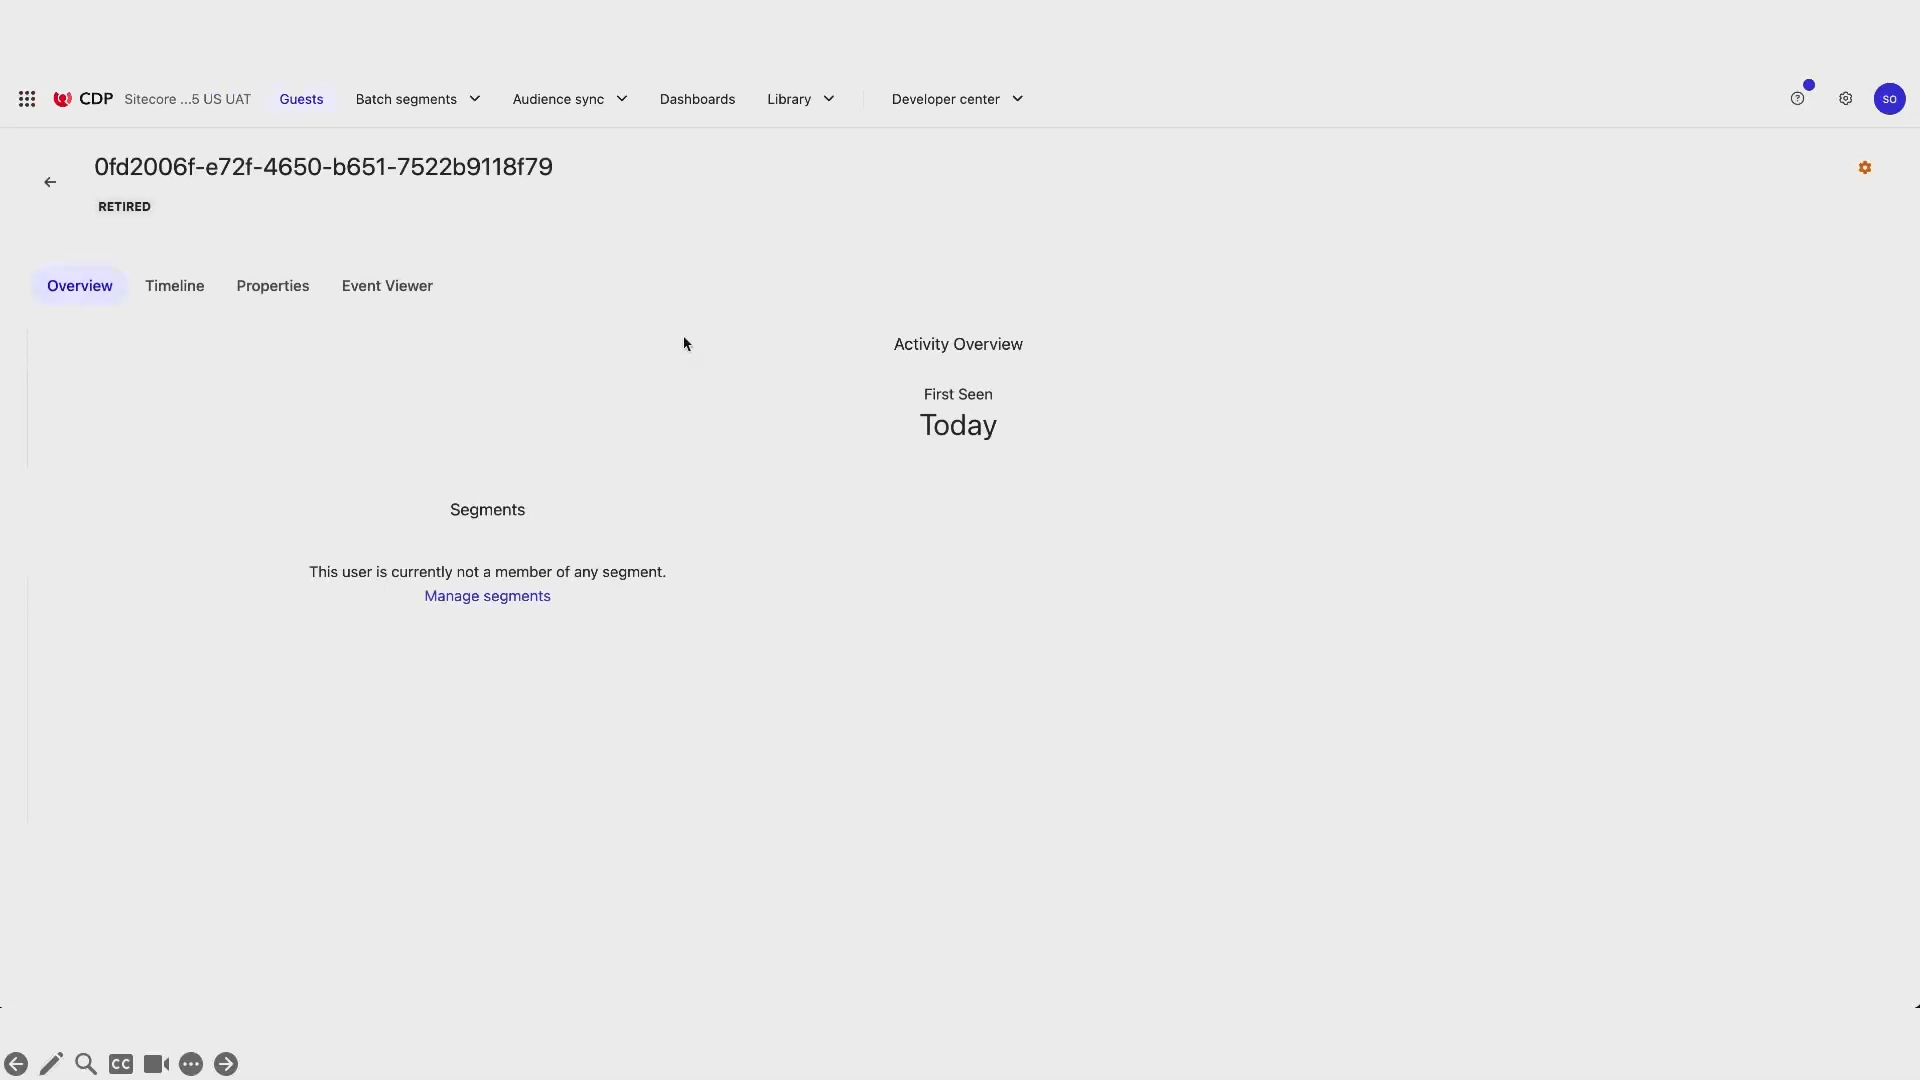 CDP Sitecore ...5 US UAT Guests Batch segments Audience sync Dashboards Library Developer center SO
0fd2006f-e72f-4650-b651-7522b9118f79
RETIRED
Overview Timeline Properties Event Viewer
Activity Overview
First Seen
Today
Segments
This user is currently not a member of any segment.
Manage segments
CC